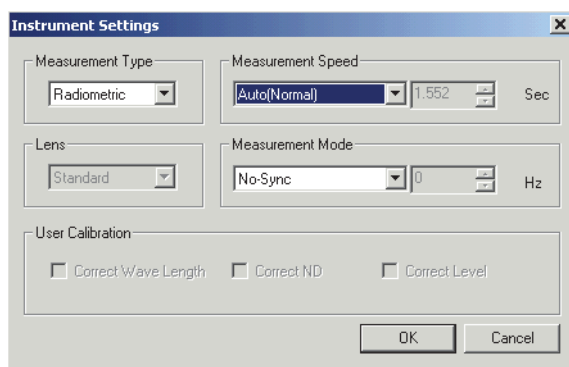 Instrument Settings
Measurement Type
Radiometric
Measurement Speed
Auto(Normal)
1.552
Sec
Lens
Standard
Measurement Mode
No-Sync
0
Hz
User Calibration
Correct Wave Length
Correct ND
Correct Level
OK
Cancel